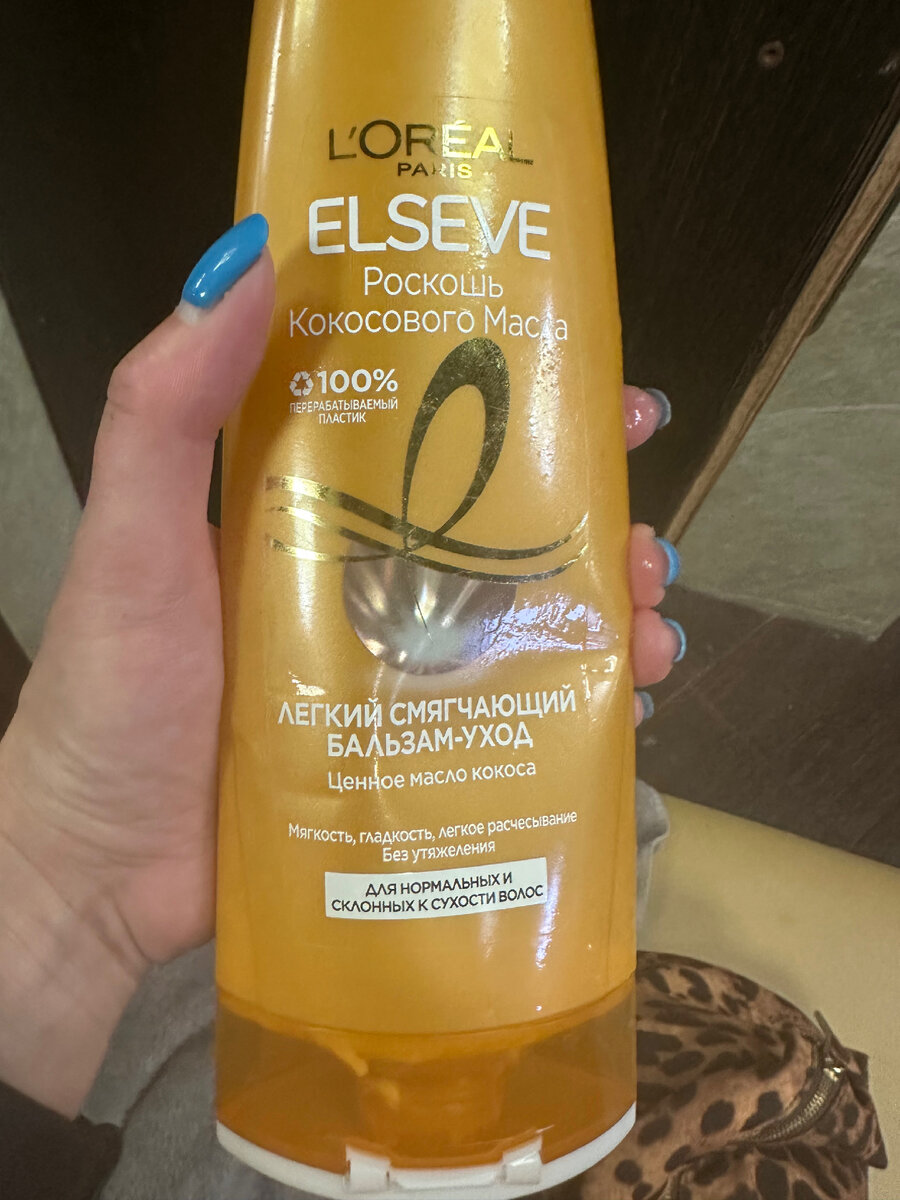 L'ORÉAL
PARIS
ELSEVE
Роскошь
Кокосового Масла
100%
ПЕРЕРАБАТЫВАЕМЫЙ
ПЛАСТИК
ЛЕГКИЙ СМЯГЧАЮЩИЙ
БАЛЬЗАМ-УХОД
Ценное масло кокоса
Мягкость, гладкость, легкое расчесывание
Без утяжеления
ДЛЯ НОРМАЛЬНЫХ И
СКЛОННЫХ К СУХОСТИ ВОЛОС